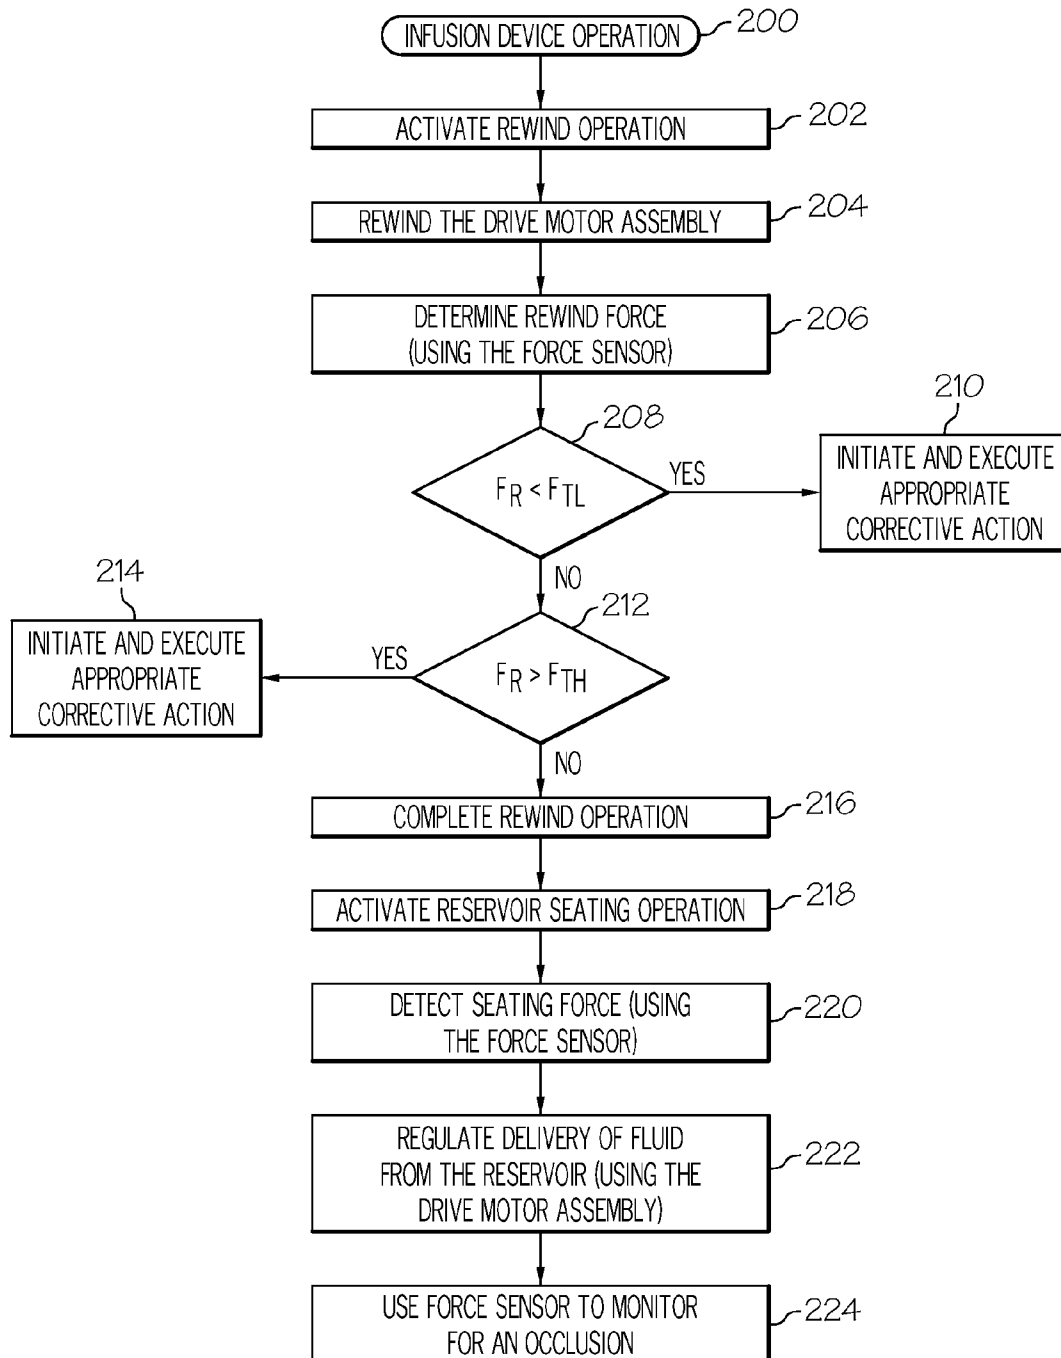 INFUSION DEVICE OPERATION
200
ACTIVATE REWIND OPERATION
202
REWIND THE DRIVE MOTOR ASSEMBLY
204
DETERMINE REWIND FORCE
(USING THE FORCE SENSOR)
206
208
FR < FTL
YES
210
INITIATE AND EXECUTE
APPROPRIATE
CORRECTIVE ACTION
NO
212
FR > FTH
YES
214
INITIATE AND EXECUTE
APPROPRIATE
CORRECTIVE ACTION
NO
COMPLETE REWIND OPERATION
216
ACTIVATE RESERVOIR SEATING OPERATION
218
DETECT SEATING FORCE (USING
THE FORCE SENSOR)
220
REGULATE DELIVERY OF FLUID
FROM THE RESERVOIR (USING THE
DRIVE MOTOR ASSEMBLY)
222
USE FORCE SENSOR TO MONITOR
FOR AN OCCLUSION
224